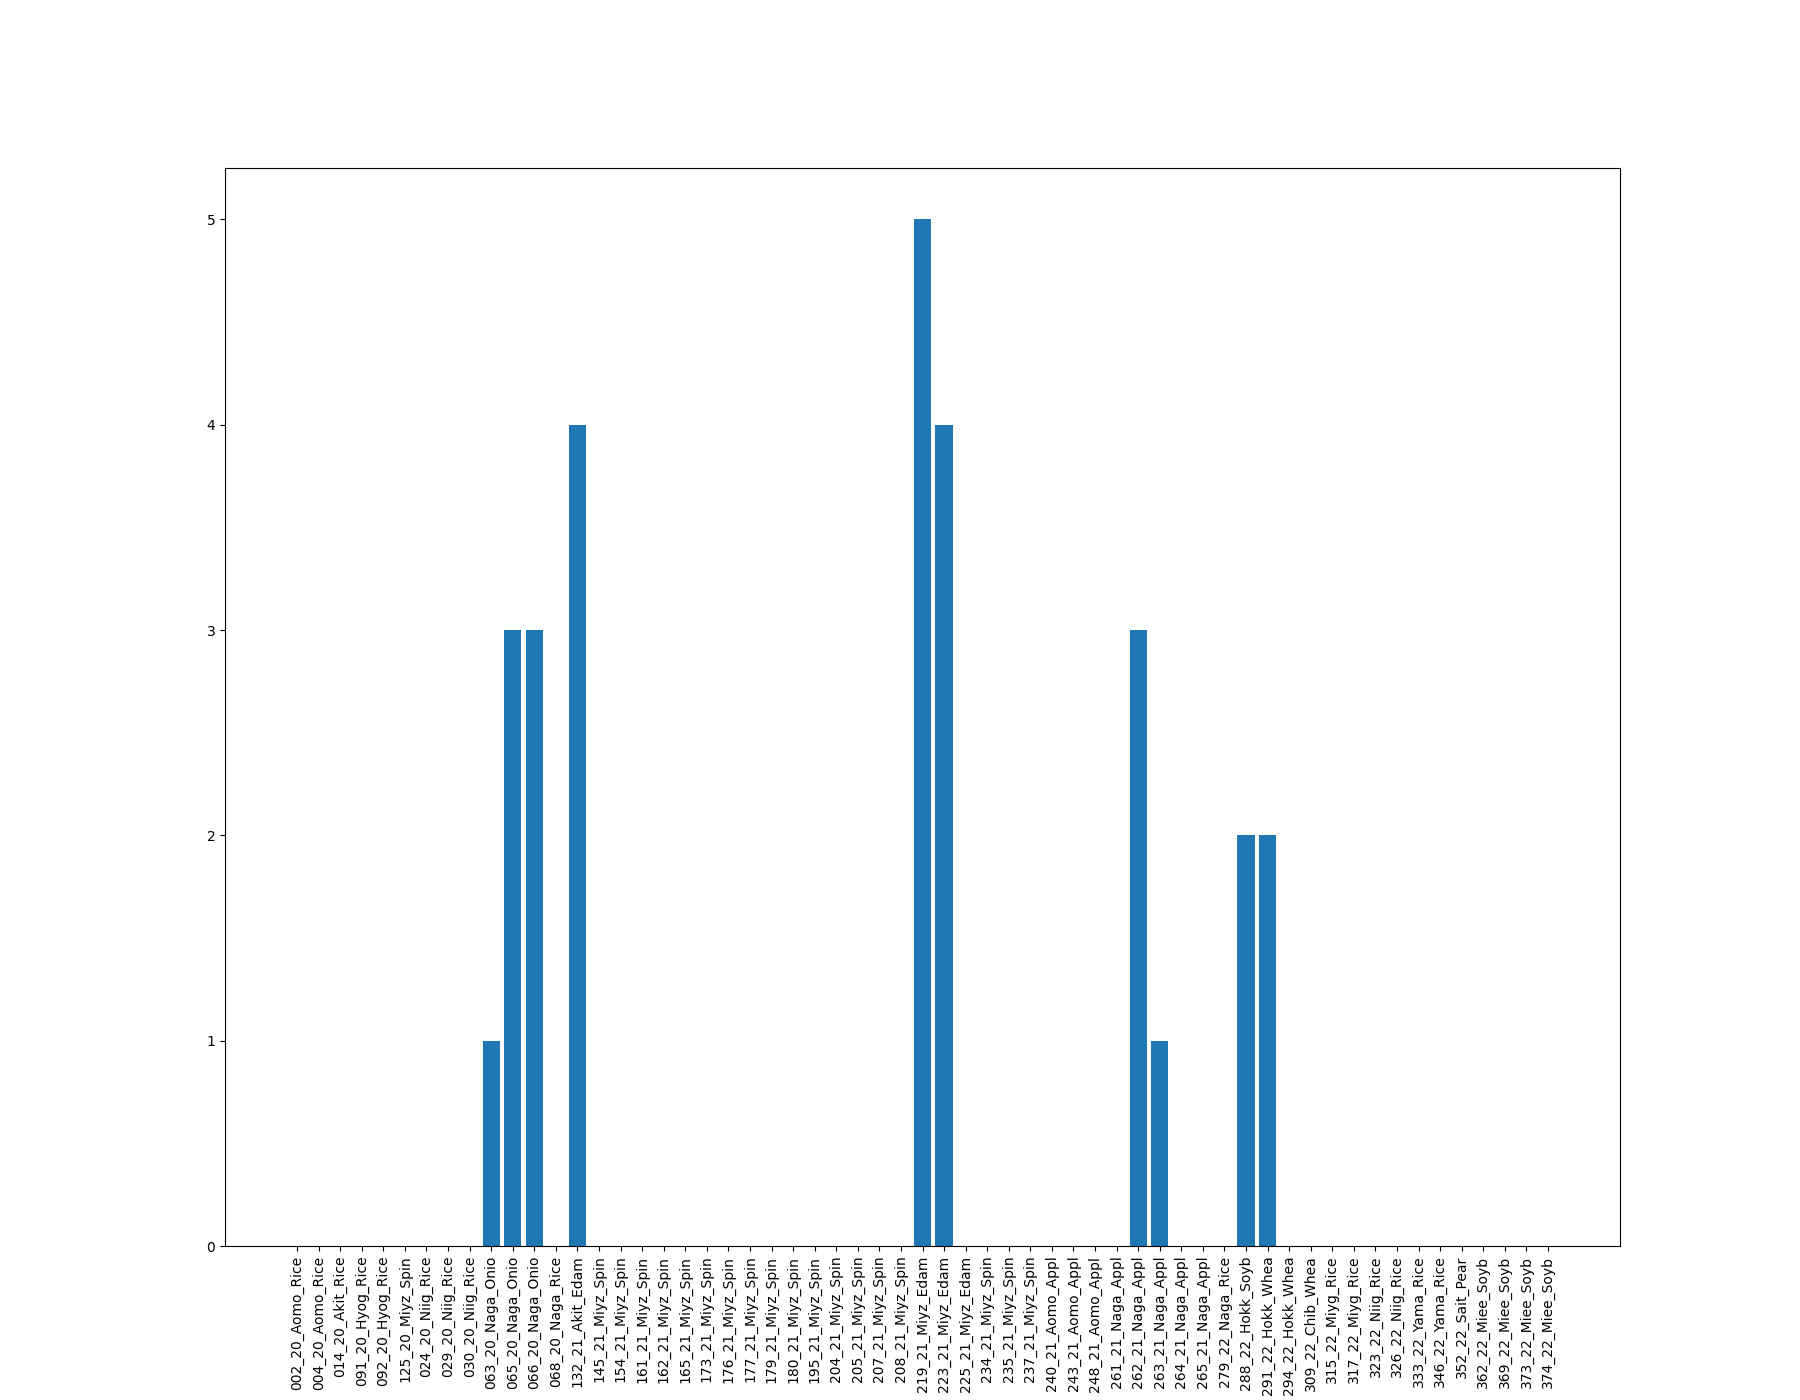 5
4
3
2
1
0
002_20_Aomo_Rice
004_20_Aomo_Rice
014_20_Akit_Rice
091_20_Hyog_Rice
092_20_Hyog_Rice
125_20_Miyz_Spin
024_20_Niig_Rice
029_20_Niig_Rice
030_20_Niig_Rice
063_20_Naga_Onio
065_20_Naga_Onio
066_20_Naga_Onio
068_20_Naga_Rice
132_21_Akit_Edam
145_21_Miyz_Spin
154_21_Miyz_Spin
161_21_Miyz_Spin
162_21_Miyz_Spin
165_21_Miyz_Spin
173_21_Miyz_Spin
176_21_Miyz_Spin
177_21_Miyz_Spin
179_21_Miyz_Spin
180_21_Miyz_Spin
195_21_Miyz_Spin
204_21_Miyz_Spin
205_21_Miyz_Spin
207_21_Miyz_Spin
208_21_Miyz_Spin
219_21_Miyz_Edam
223_21_Miyz_Edam
225_21_Miyz_Edam
234_21_Miyz_Spin
235_21_Miyz_Spin
237_21_Miyz_Spin
240_21_Aomo_Appl
243_21_Aomo_Appl
248_21_Aomo_Appl
261_21_Naga_Appl
262_21_Naga_Appl
263_21_Naga_Appl
264_21_Naga_Appl
265_21_Naga_Appl
279_22_Naga_Rice
288_22_Hokk_Soyb
291_22_Hokk_Whea
294_22_Hokk_Whea
309_22_Chib_Whea
315_22_Miyg_Rice
317_22_Miyg_Rice
323_22_Niig_Rice
326_22_Niig_Rice
333_22_Yama_Rice
346_22_Yama_Rice
352_22_Sait_Pear
362_22_Miee_Soyb
369_22_Miee_Soyb
373_22_Miee_Soyb
374_22_Miee_Soyb